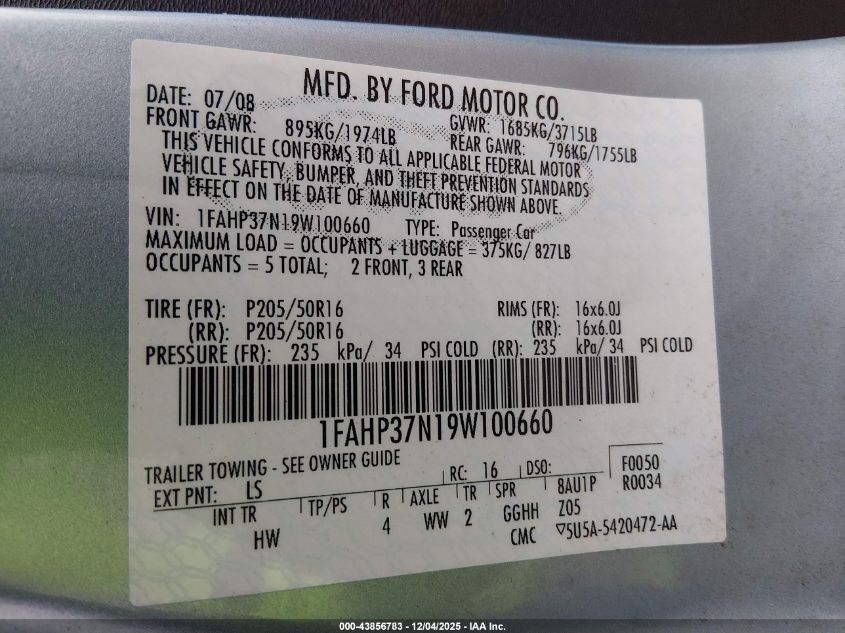 MFD. BY FORD MOTOR CO.
DATE: 07/08 GVWR: 1685KG/3715LB
FRONT GAWR: 895KG/1974LB REAR GAWR: 796KG/1755LB
THIS VEHICLE CONFORMS TO ALL APPLICABLE FEDERAL MOTOR
VEHICLE SAFETY, BUMPER, AND THEFT PREVENTION STANDARDS
IN EFFECT ON THE DATE OF MANUFACTURE SHOWN ABOVE.
VIN: 1FAHP37N19W100660 TYPE: Passenger Car
MAXIMUM LOAD = OCCUPANTS + LUGGAGE = 375KG/ 827LB
OCCUPANTS = 5 TOTAL; 2 FRONT, 3 REAR
TIRE (FR): P205/50R16 RIMS (FR): 16x6.0J
(RR): P205/50R16 (RR): 16x6.0J
PRESSURE (FR): 235 kPa/ 34 PSI COLD (RR): 235 kPa/ 34 PSI COLD
1FAHP37N19W100660
TRAILER TOWING - SEE OWNER GUIDE
EXT PNT: LS RC: 16 DSO: F0050
INT TR TP/PS R AXLE TR SPR 8AU1P R0034
HW 4 WW 2 GGHH Z05
CMC ▽5U5A-5420472-AA
000-43856783 - 12/04/2025 - IAA Inc.